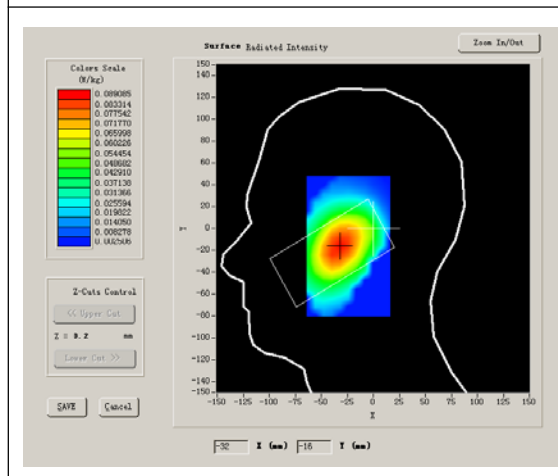 Surface Radiated Intensity
Zoom In/Out
Colors Scale
(W/kg)
0.089085
0.083314
0.077542
0.071770
0.065998
0.060226
0.054454
0.048682
0.042910
0.037138
0.031366
0.025594
0.019822
0.014050
0.008278
0.002506
150
140
120
100
80
60
40
20
0
-20
-40
-60
-80
-100
-120
-140
-150
Y
-150 -125 -100 -75 -50 -25 0 25 50 75 100 125 150
X
Z-Cuts Control
<< Upper Cut
Z = 0.2 mm
Lower Cut >>
SAVE
Cancel
-32 X (mm) -16 Y (mm)